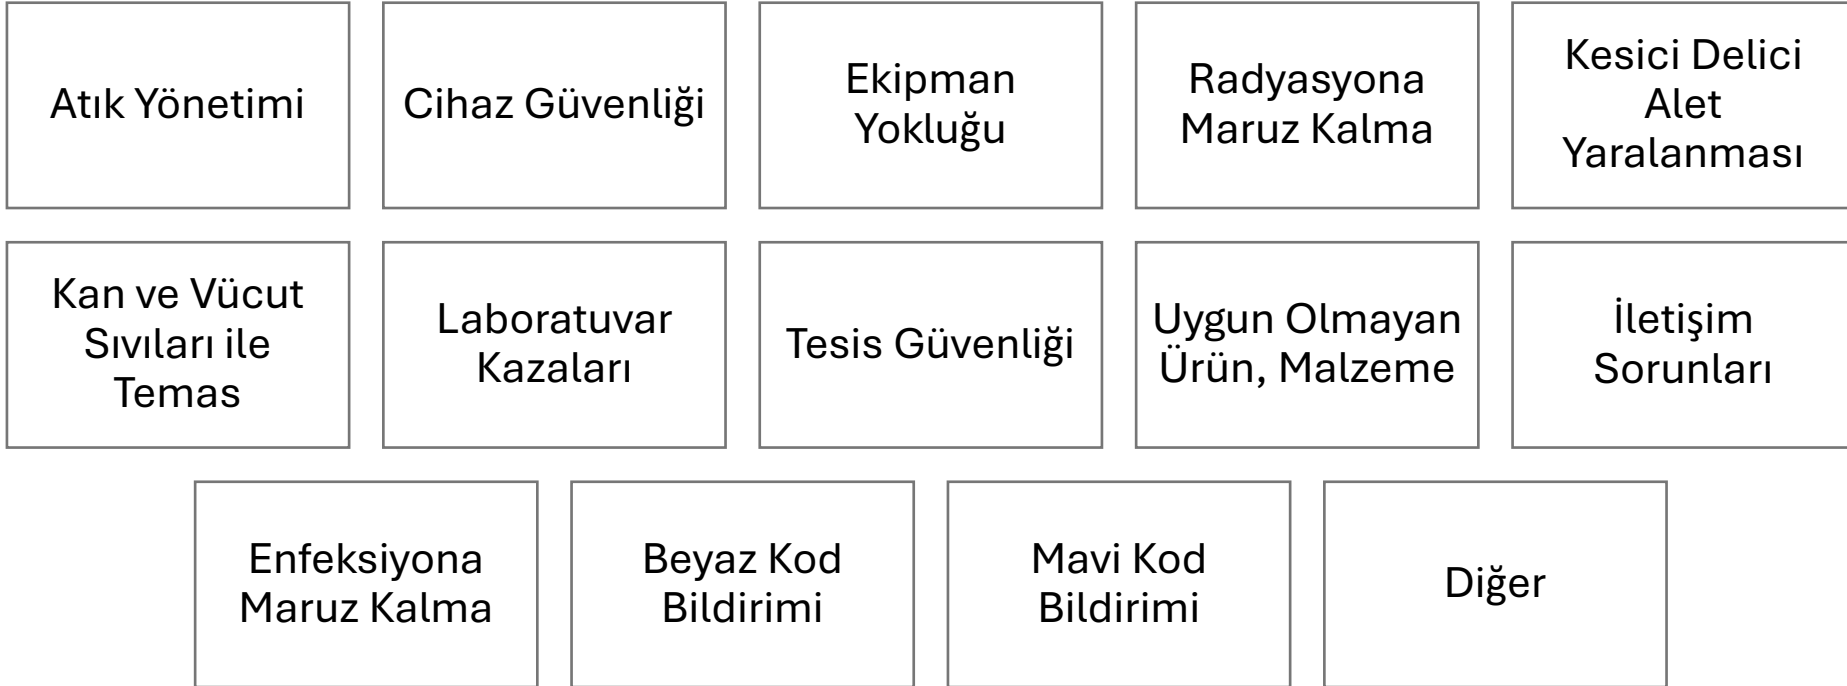 Atık Yönetimi
Cihaz Güvenliği
Ekipman
Yokluğu
Radyasyona
Maruz Kalma
Kesici Delici
Alet
Yaralanması
Kan ve Vücut
Sıvıları ile
Temas
Laboratuvar
Kazaları
Tesis Güvenliği
Uygun Olmayan
Ürün, Malzeme
İletişim
Sorunları
Enfeksiyona
Maruz Kalma
Beyaz Kod
Bildirimi
Mavi Kod
Bildirimi
Diğer